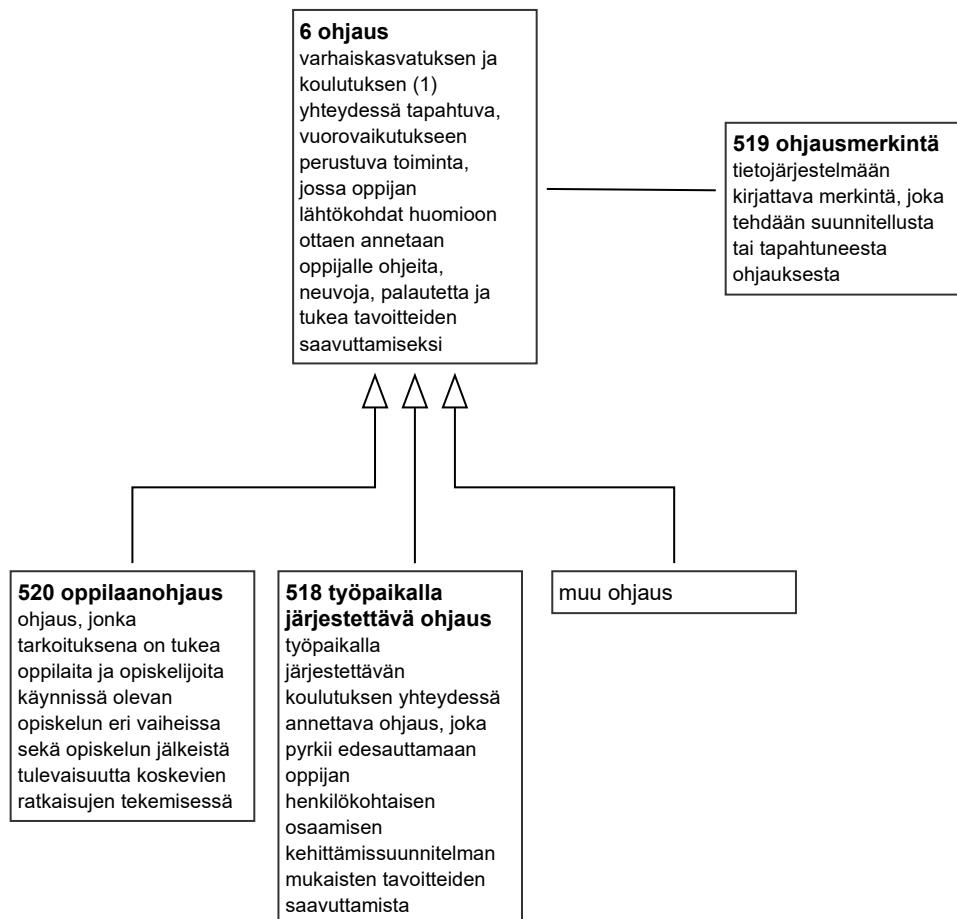 6 ohjaus
varhaiskasvatuksen ja
koulutuksen (1)
yhteydessä tapahtuva,
vuorovaikutukseen
perustuva toiminta,
jossa oppijan
lähtökohdat huomioon
ottaen annetaan
oppijalle ohjeita,
neuvoja, palautetta ja
tukea tavoitteiden
saavuttamiseksi
519 ohjausmerkintä
tietojärjestelmään
kirjattava merkintä, joka
tehdään suunnitellusta
tai tapahtuneesta
ohjauksesta
520 oppilaanohjaus
ohjaus, jonka
tarkoituksena on tukea
oppilaita ja opiskelijoita
käynnissä olevan
opiskelun eri vaiheissa
sekä opiskelun jälkeistä
tulevaisuutta koskevien
ratkaisujen tekemisessä
518 työpaikalla
järjestettävä ohjaus
työpaikalla
järjestettävän
koulutuksen yhteydessä
annettava ohjaus, joka
pyrkii edesauttamaan
oppijan
henkilökohtaisen
osaamisen
kehittämissuunnitelman
mukaisten tavoitteiden
saavuttamista
muu ohjaus